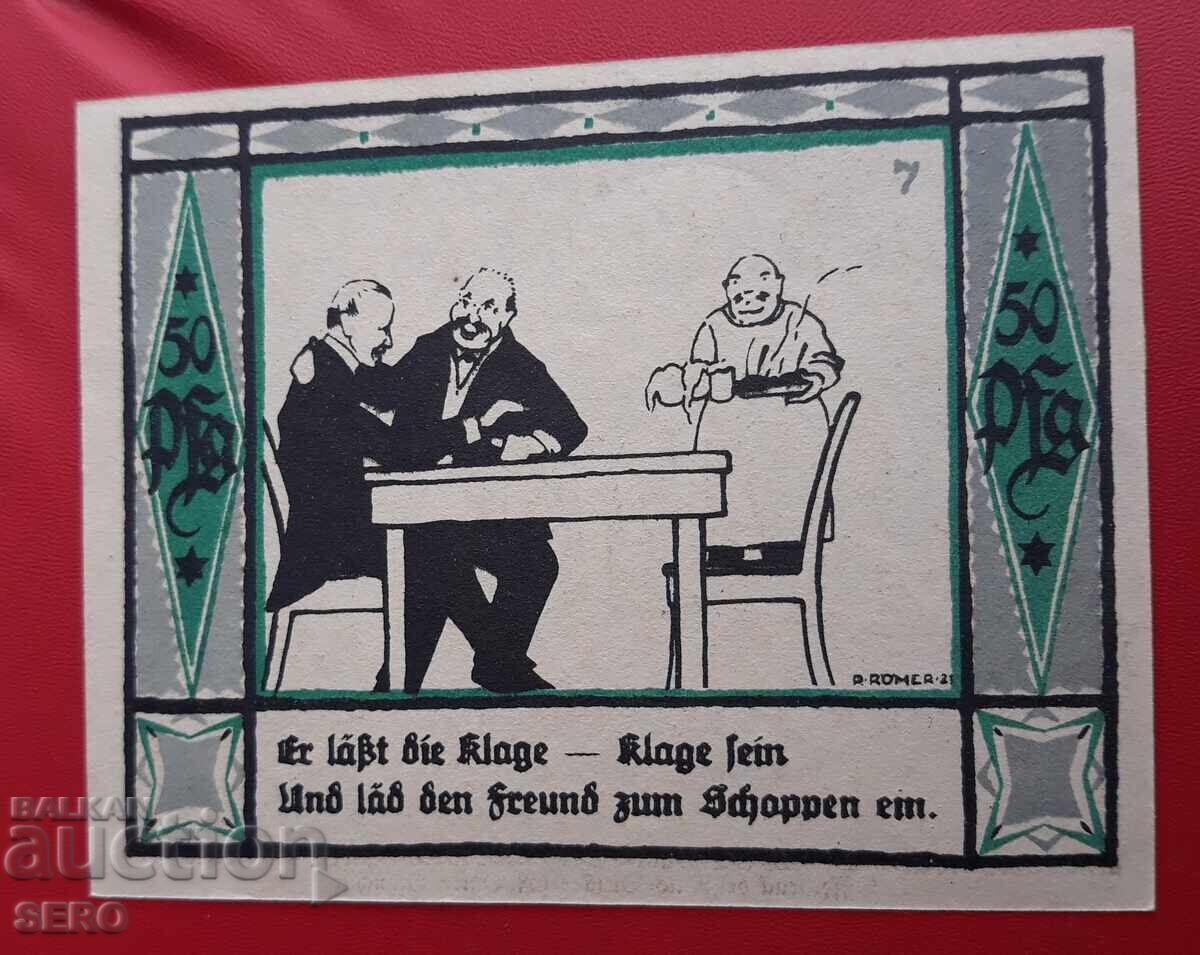 7
50
Pfg
50
Pfg
R·RÖMER·21
Er läßt die Klage — Klage sein
Und läd den Freund zum Schoppen em.
BALKAN
auction
SERO